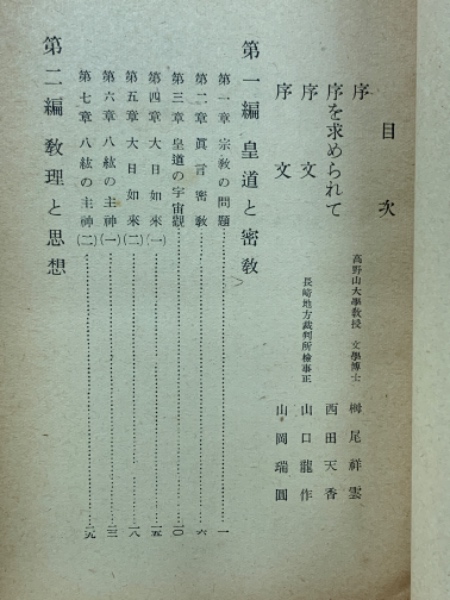 目次
序 高野山大學教授 文學博士 栂尾祥雲
序を求められて 西田天香
序文 長崎地方裁判所檢事正 山口龍作
序文 山岡瑞圓
第一編 皇道と密教
第一章 宗教の問題……一
第二章 眞言密教……六
第三章 皇道の宇宙觀……一〇
第四章 大日如來(一)……一五
第五章 大日如來(二)……一八
第六章 八紘の主神(一)……二三
第七章 八紘の主神(二)……二九
第二編 教理と思想